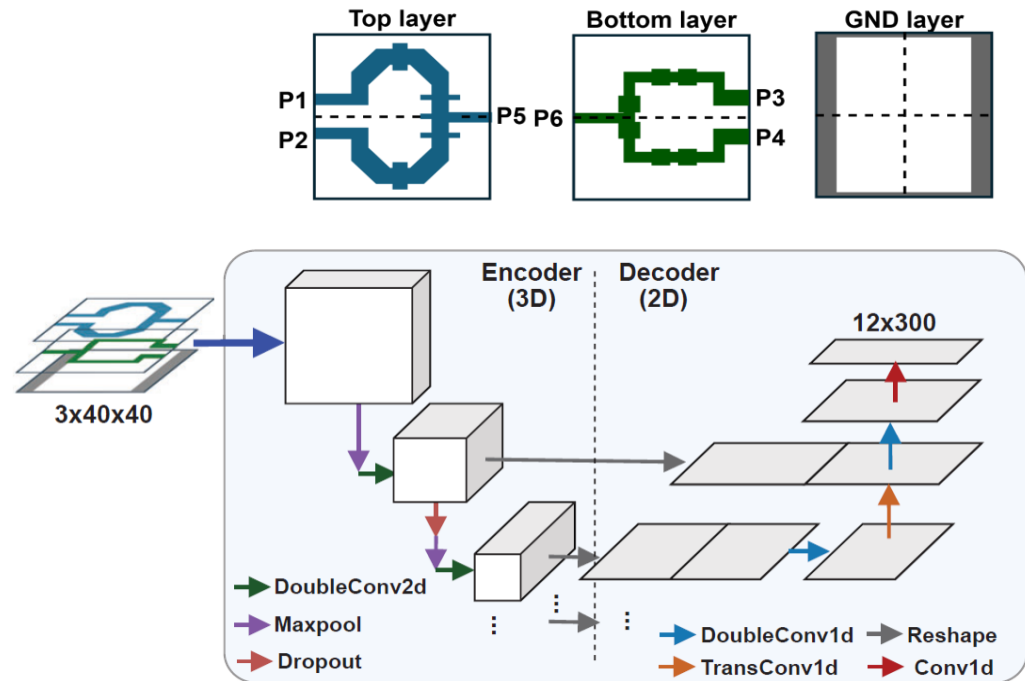 Top layer
Bottom layer
GND layer
P1
P2
P5
P6
P3
P4
Encoder
(3D)
Decoder
(2D)
12x300
3x40x40
DoubleConv2d
Maxpool
Dropout
DoubleConv1d
TransConv1d
Reshape
Conv1d